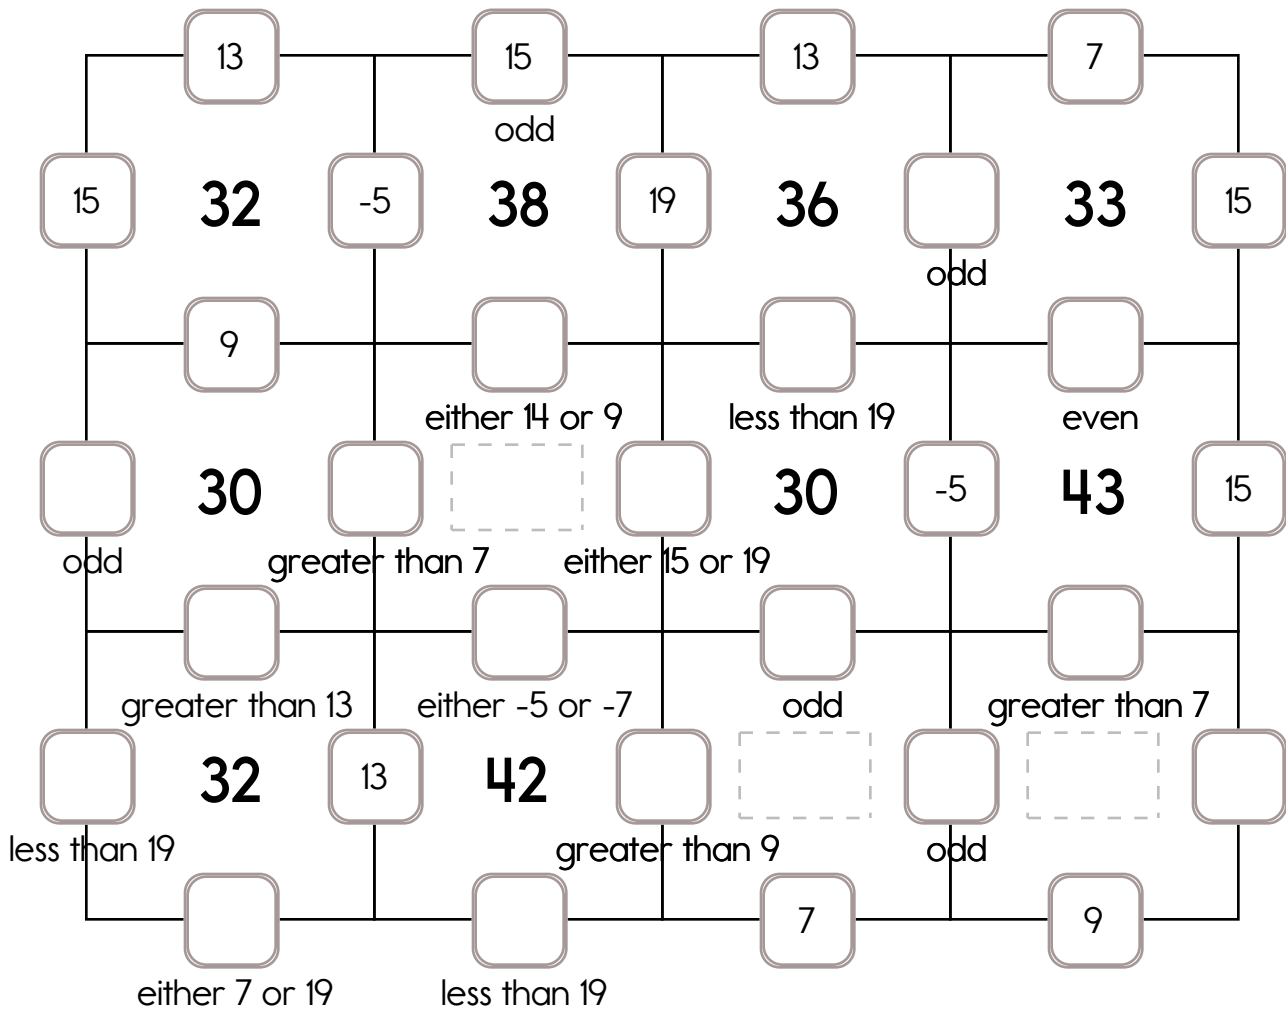 13 15 13 7
odd
15 32 -5 38 19 36 33 15
odd
9
either 14 or 9 less than 19 even
30 30 -5 43 15
odd greater than 7 either 15 or 19
greater than 13 either -5 or -7 odd greater than 7
32 13 42
less than 19 greater than 9 odd
7 9
either 7 or 19 less than 19